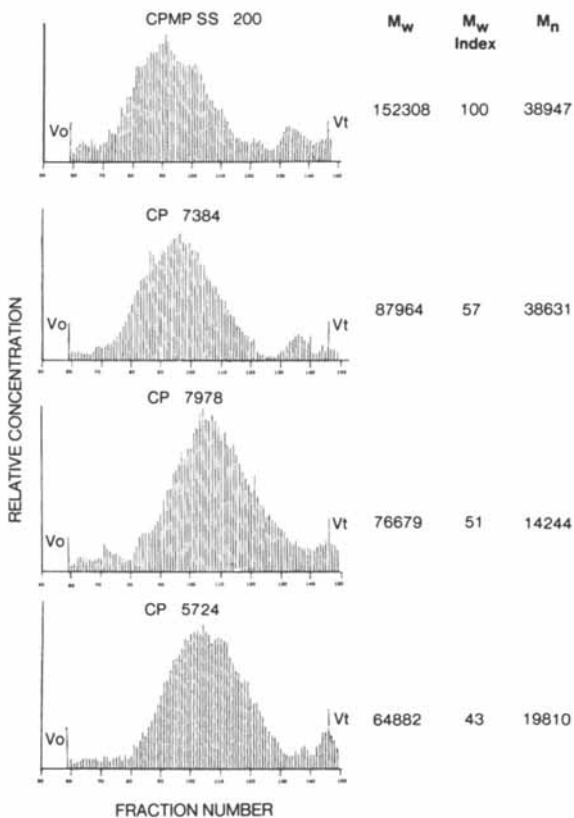 CPMP SS 200
Mw Mw Index Mn
Vo Vt 152308 100 38947
CP 7384
Vo Vt 87964 57 38631
CP 7978
Vo Vt 76679 51 14244
CP 5724
Vo Vt 64882 43 19810
RELATIVE CONCENTRATION
FRACTION NUMBER